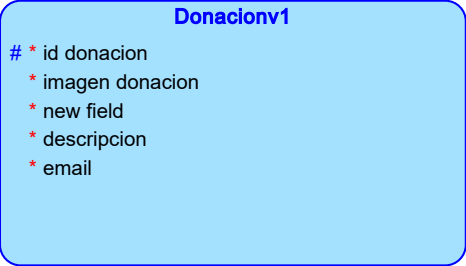 Donacionv1
# * id donacion
* imagen donacion
* new field
* descripcion
* email